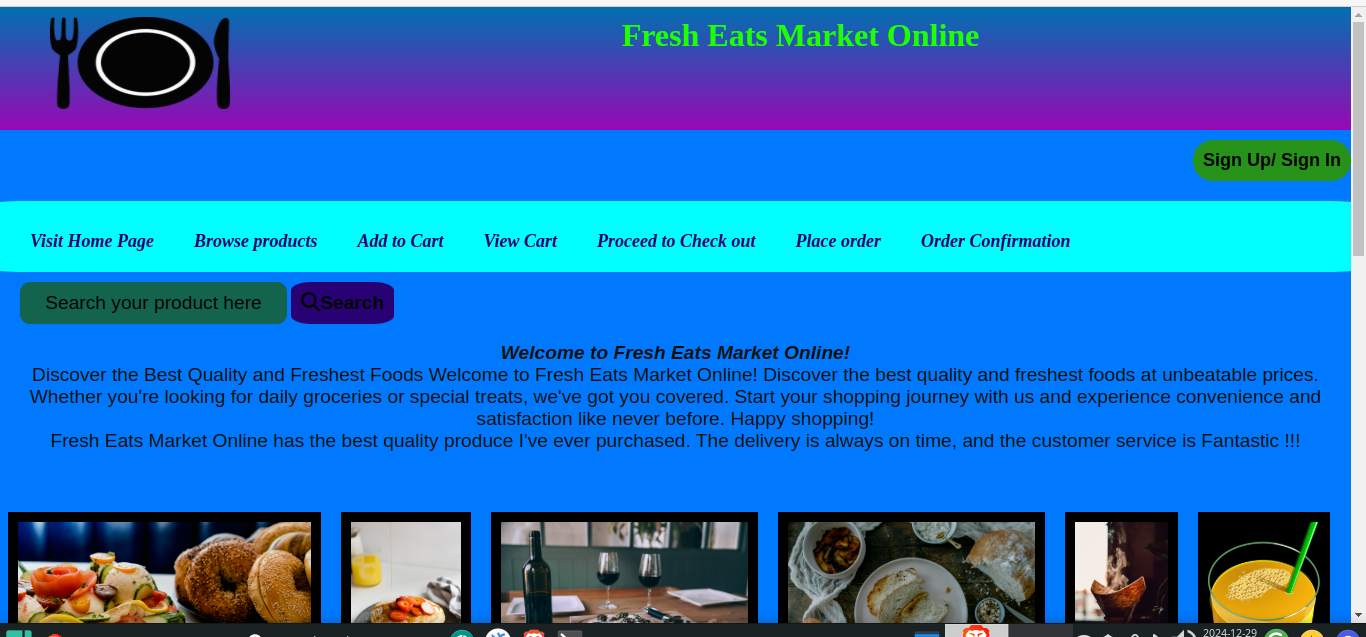 Fresh Eats Market Online
Sign Up/ Sign In
Visit Home Page Browse products Add to Cart View Cart Proceed to Check out Place order Order Confirmation
Search your product here Search
Welcome to Fresh Eats Market Online!
Discover the Best Quality and Freshest Foods Welcome to Fresh Eats Market Online! Discover the best quality and freshest foods at unbeatable prices.
Whether you're looking for daily groceries or special treats, we've got you covered. Start your shopping journey with us and experience convenience and
satisfaction like never before. Happy shopping!
Fresh Eats Market Online has the best quality produce I've ever purchased. The delivery is always on time, and the customer service is Fantastic !!!
2024-12-29